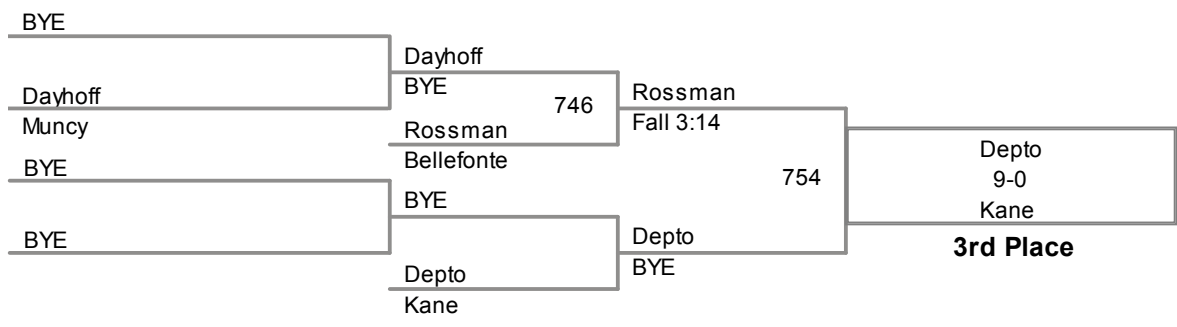 BYE
Dayhoff
Muncy
BYE
BYE
Dayhoff
BYE
746
Rossman
Bellefonte
BYE
Depto
Kane
Rossman
Fall 3:14
754
Depto
BYE
Depto
9-0
Kane
3rd Place